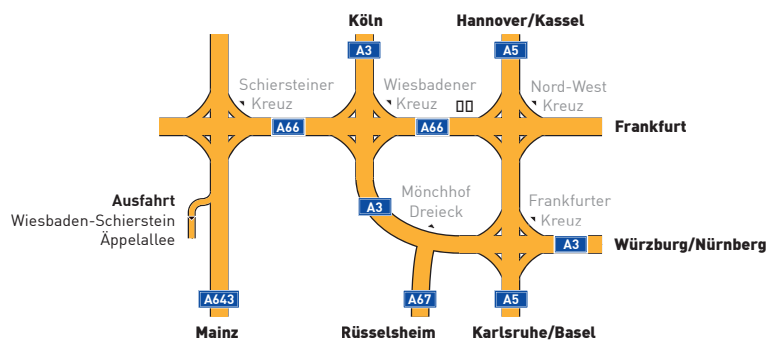 Köln
Hannover/Kassel
A3
A5
Schiersteiner
Kreuz
Wiesbadener
Kreuz
Nord-West
Kreuz
A66
A66
Frankfurt
Ausfahrt
Wiesbaden-Schierstein
Äppelallee
A3
Mönchhof
Dreieck
Frankfurter
Kreuz
A3
Würzburg/Nürnberg
A643
A67
A5
Mainz
Rüsselsheim
Karlsruhe/Basel